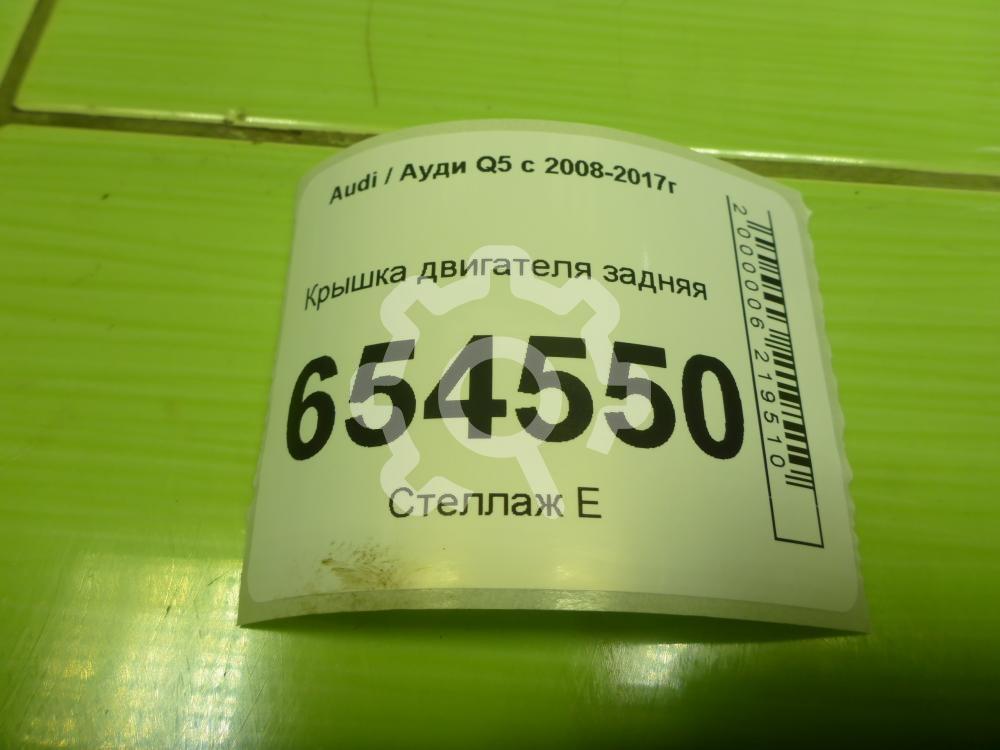 Audi / Ауди Q5 с 2008-2017г
Крышка двигателя задняя
654550
Стеллаж Е
2000006219510